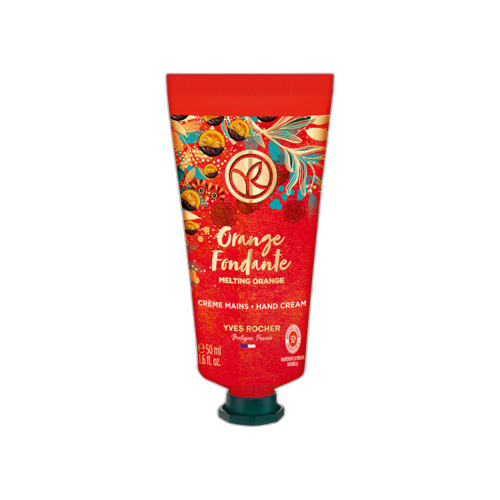 Orange
Fondante
MELTING ORANGE
CRÈME MAINS • HAND CREAM
YVES ROCHER
Bretagne, France
℮ 50 ml
1.6 fl. oz.